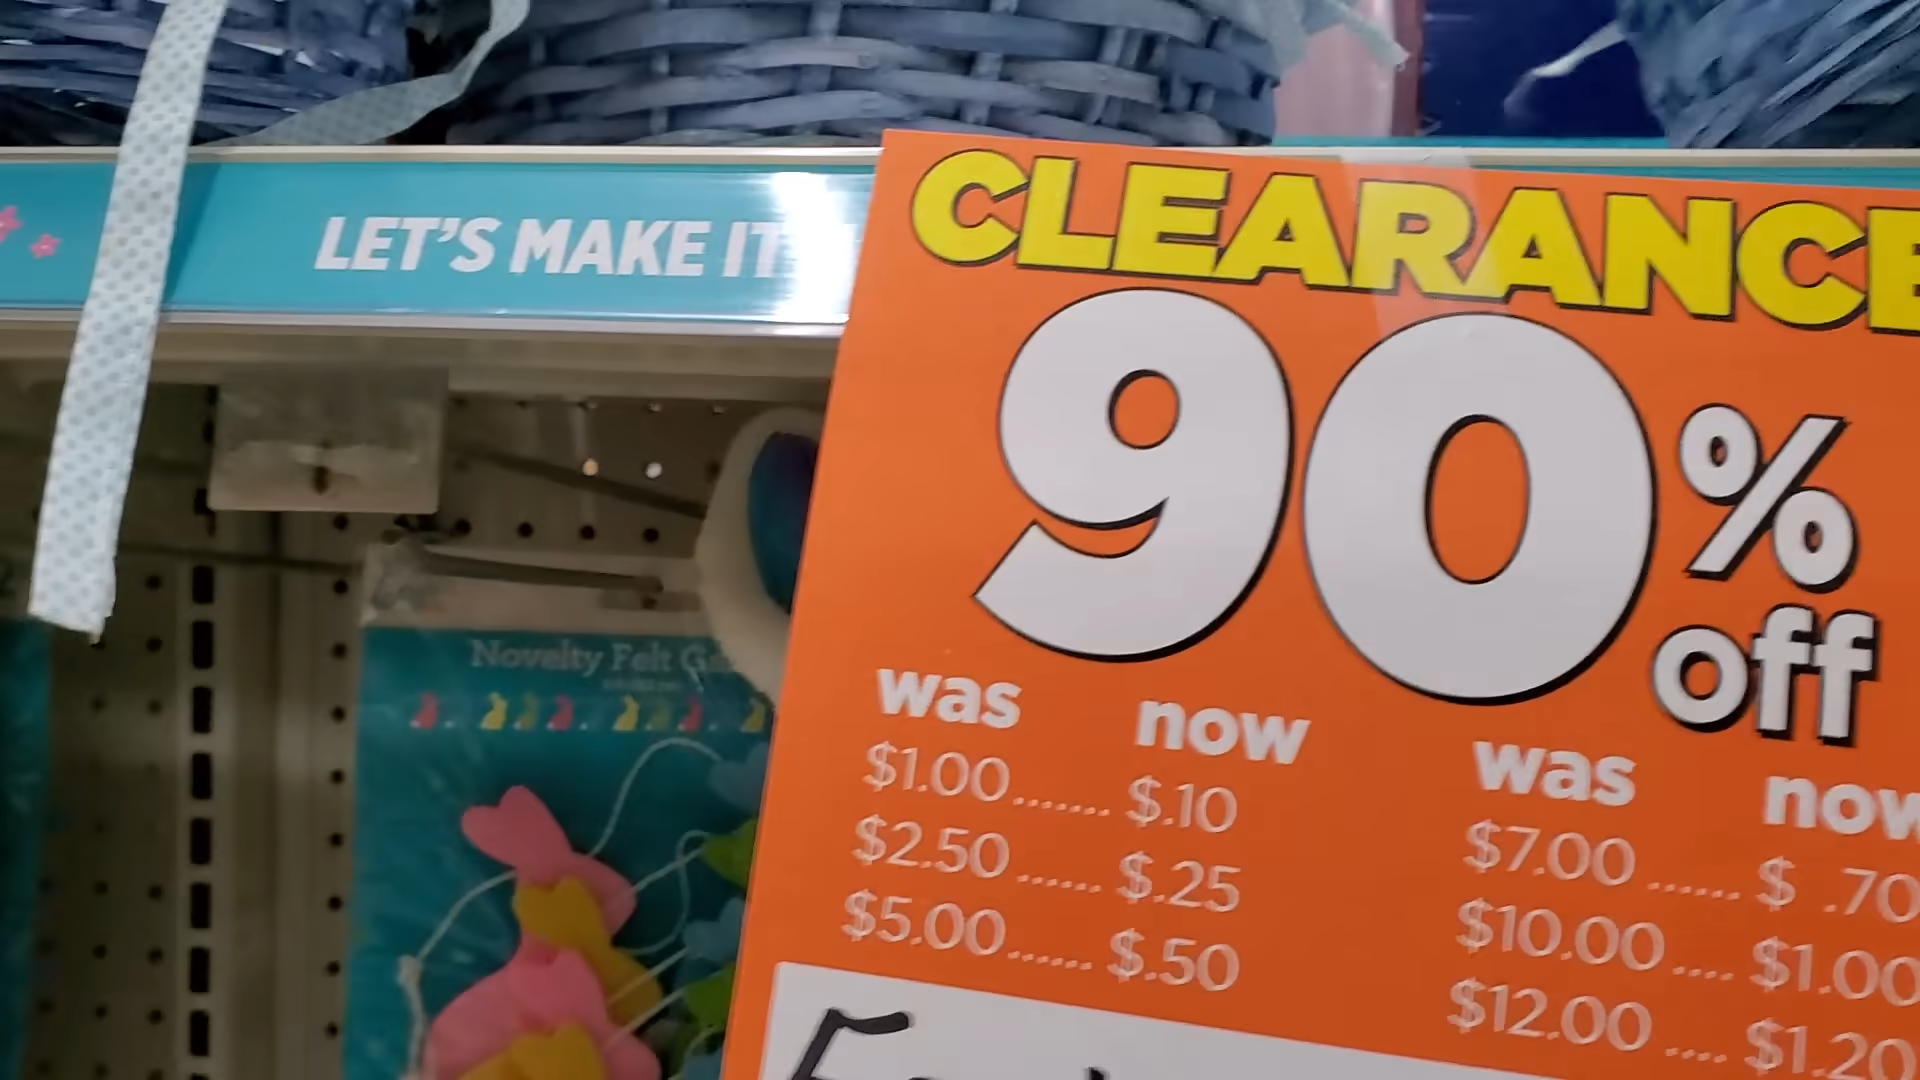 LET'S MAKE IT
CLEARANCE
90% off
was now
$1.00....... $.10
$2.50...... $.25
$5.00...... $.50
was now
$7.00...... $ .70
$10.00.... $1.00
$12.00.... $1.20
Novelty Felt